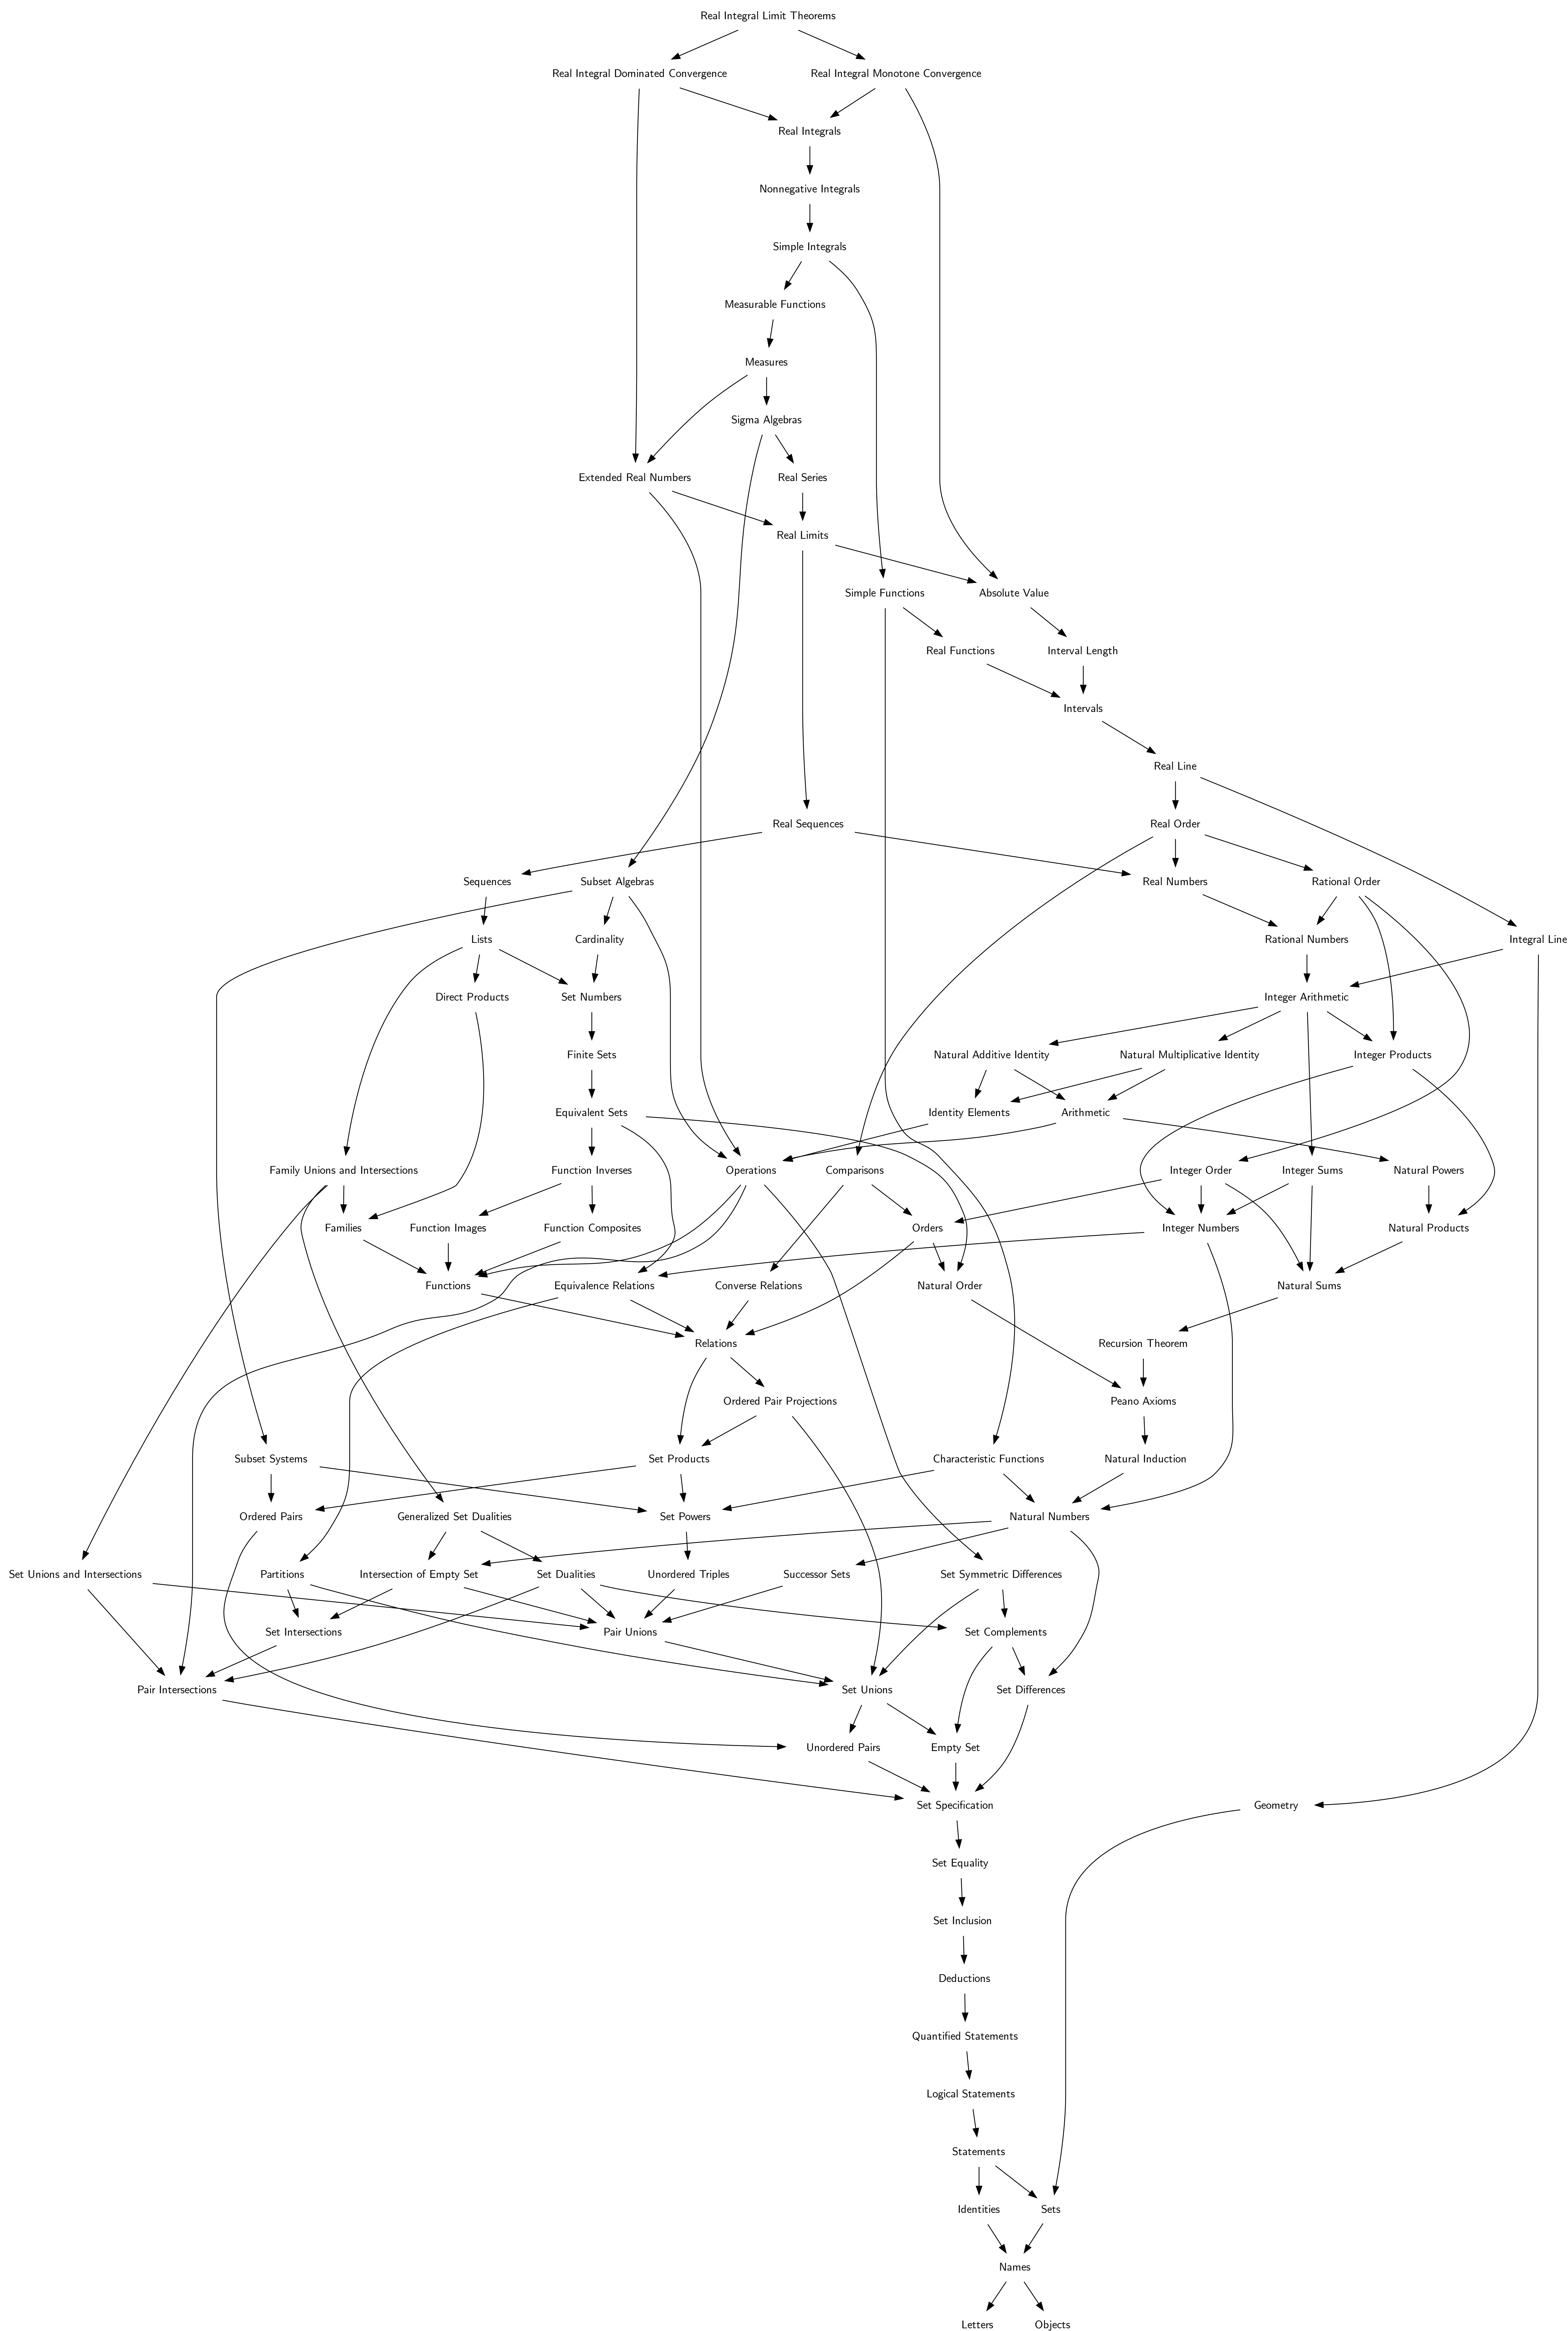 Real Integral Limit Theorems
Real Integral Dominated Convergence
Real Integral Monotone Convergence
Real Integrals
Nonnegative Integrals
Simple Integrals
Measurable Functions
Measures
Sigma Algebras
Extended Real Numbers
Real Series
Real Limits
Simple Functions
Absolute Value
Real Functions
Interval Length
Intervals
Real Line
Real Sequences
Real Order
Sequences
Subset Algebras
Real Numbers
Rational Order
Lists
Cardinality
Rational Numbers
Integral Line
Direct Products
Set Numbers
Integer Arithmetic
Finite Sets
Natural Additive Identity
Natural Multiplicative Identity
Integer Products
Equivalent Sets
Identity Elements
Arithmetic
Family Unions and Intersections
Function Inverses
Operations
Comparisons
Integer Order
Integer Sums
Natural Powers
Families
Function Images
Function Composites
Orders
Integer Numbers
Natural Products
Functions
Equivalence Relations
Converse Relations
Natural Order
Natural Sums
Relations
Recursion Theorem
Ordered Pair Projections
Peano Axioms
Subset Systems
Set Products
Characteristic Functions
Natural Induction
Ordered Pairs
Generalized Set Dualities
Set Powers
Natural Numbers
Set Unions and Intersections
Partitions
Intersection of Empty Set
Set Dualities
Unordered Triples
Successor Sets
Set Symmetric Differences
Set Intersections
Pair Unions
Set Complements
Pair Intersections
Set Unions
Set Differences
Unordered Pairs
Empty Set
Set Specification
Geometry
Set Equality
Set Inclusion
Deductions
Quantified Statements
Logical Statements
Statements
Identities
Sets
Names
Letters
Objects